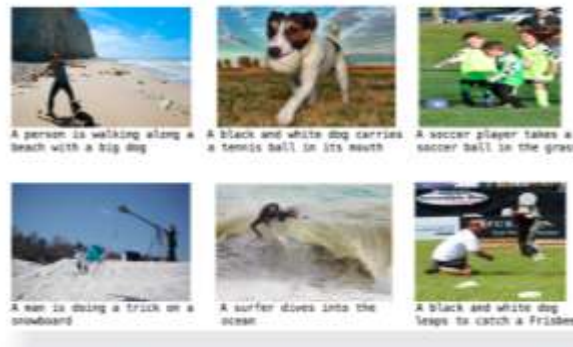 A person is walking along a
beach with a big dog
A black and white dog carries
a tennis ball in its mouth
A soccer player takes a
soccer ball in the grass
A man is doing a trick on a
snowboard
A surfer dives into the
ocean
A black and white dog
leaps to catch a Frisbee